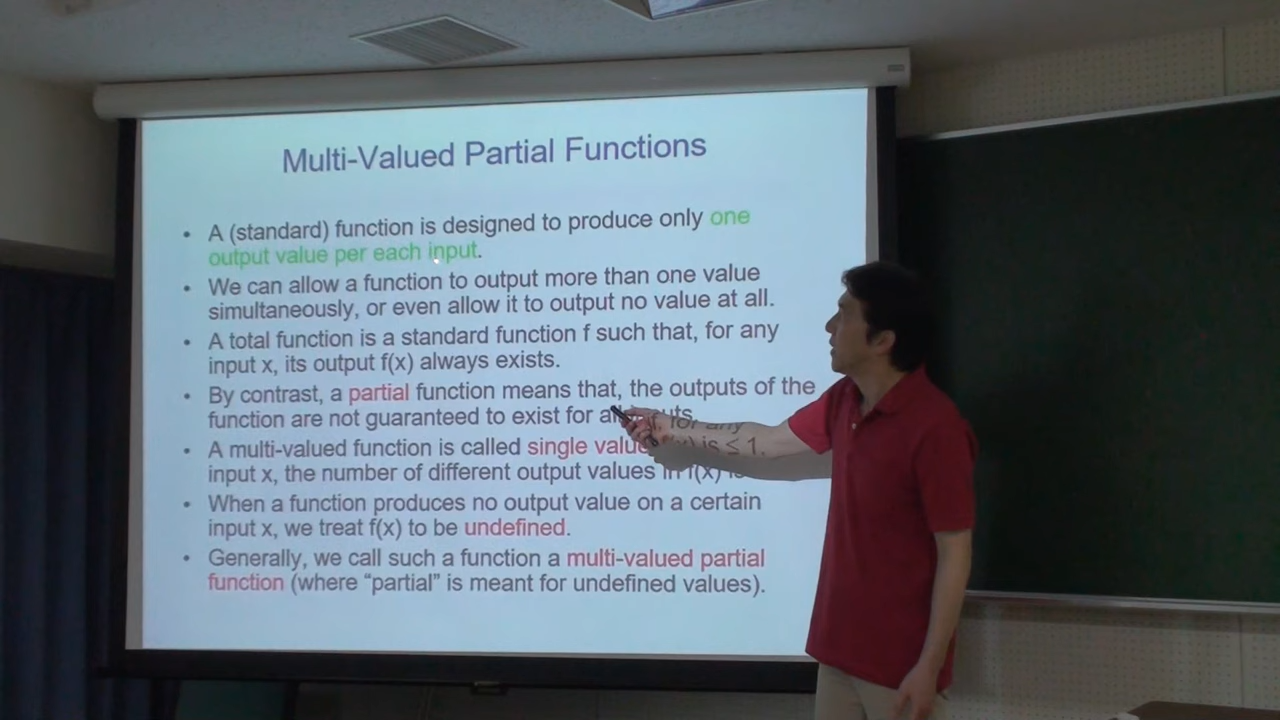 Multi-Valued Partial Functions
• A (standard) function is designed to produce only one
output value per each input.
• We can allow a function to output more than one value
simultaneously, or even allow it to output no value at all.
• A total function is a standard function f such that, for any
input x, its output f(x) always exists.
• By contrast, a partial function means that, the outputs of the
function are not guaranteed to exist for
• A multi-valued function is called single for any
input x, the number of different output values in f(x) is ≤ 1.
• When a function produces no output value on a certain
input x, we treat f(x) to be undefined.
• Generally, we call such a function a multi-valued partial
function (where “partial” is meant for undefined values).